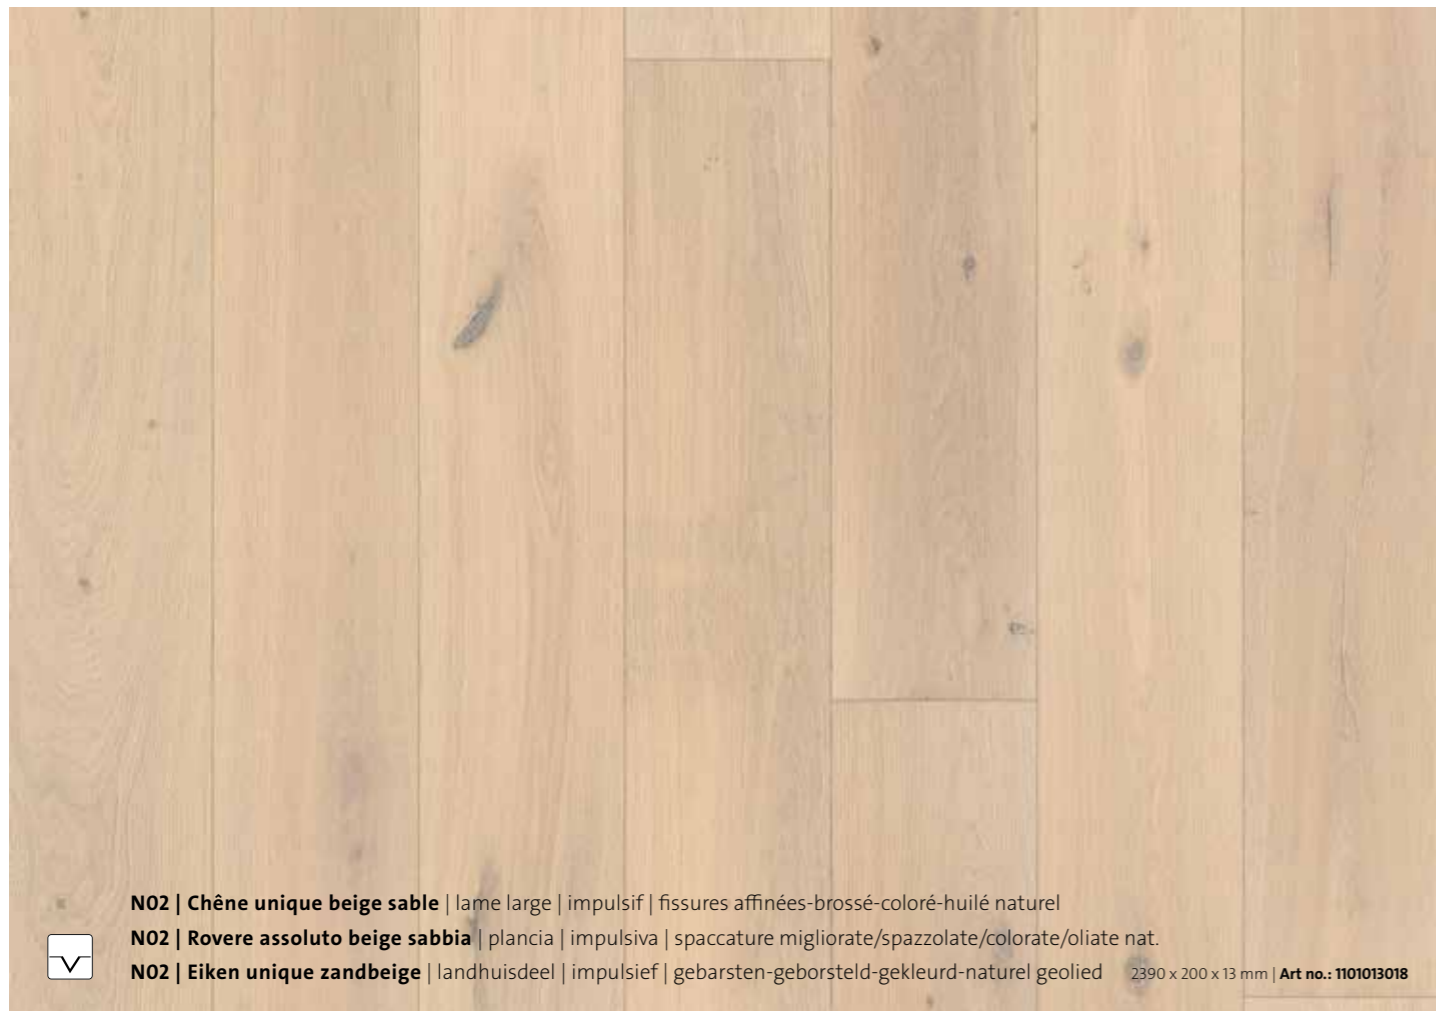 N02 | Chêne unique beige sable | lame large | impulsif | fissures affinées-brossé-coloré-huilé naturel
N02 | Rovere assoluto beige sabbia | plancia | impulsiva | spaccature migliorate/spazzolate/colorate/oliate nat.
N02 | Eiken unique zandbeige | landhuisdeel | impulsief | gebarsten-geborsteld-gekleurd-naturel geolied 2390 x 200 x 13 mm | Art no.: 1101013018